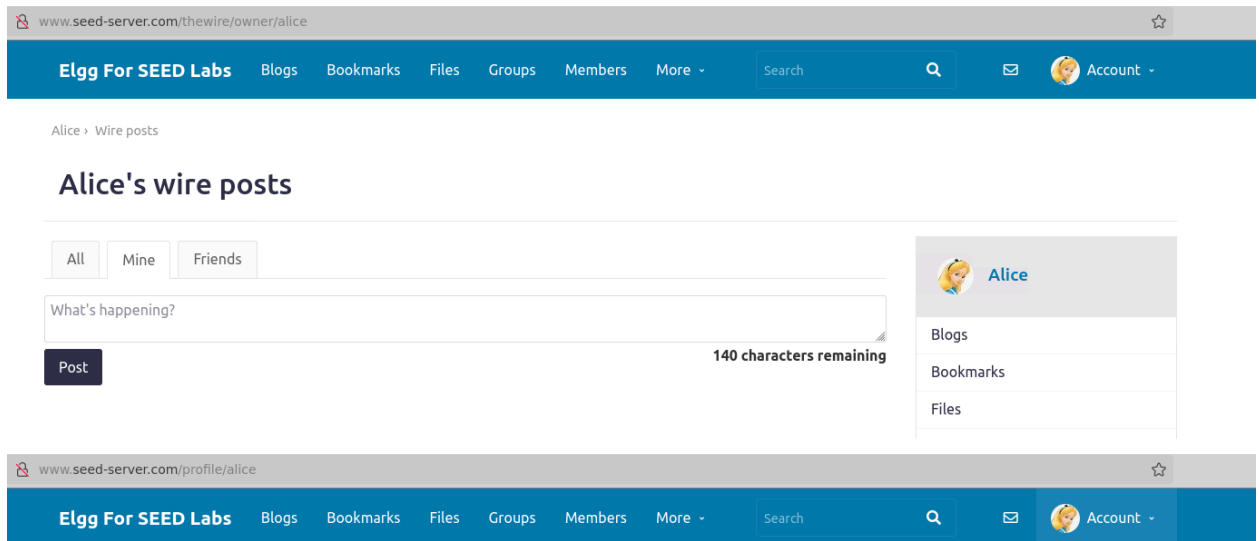 www.seed-server.com/thewire/owner/alice
Elgg For SEED Labs Blogs Bookmarks Files Groups Members More Search Account
Alice › Wire posts
Alice's wire posts
All Mine Friends
Alice
What's happening?
Blogs
140 characters remaining
Post
Bookmarks
Files
www.seed-server.com/profile/alice
Elgg For SEED Labs Blogs Bookmarks Files Groups Members More Search Account